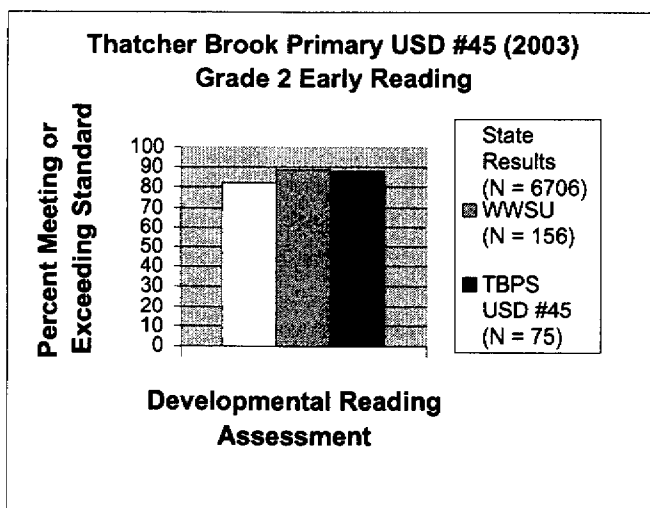 Thatcher Brook Primary USD #45 (2003)
Grade 2 Early Reading
Percent Meeting or
Exceeding Standard
100
90
80
70
60
50
40
30
20
10
0
Developmental Reading
Assessment
State
Results
(N = 6706)
WWSU
(N = 156)
TBPS
USD #45
(N = 75)